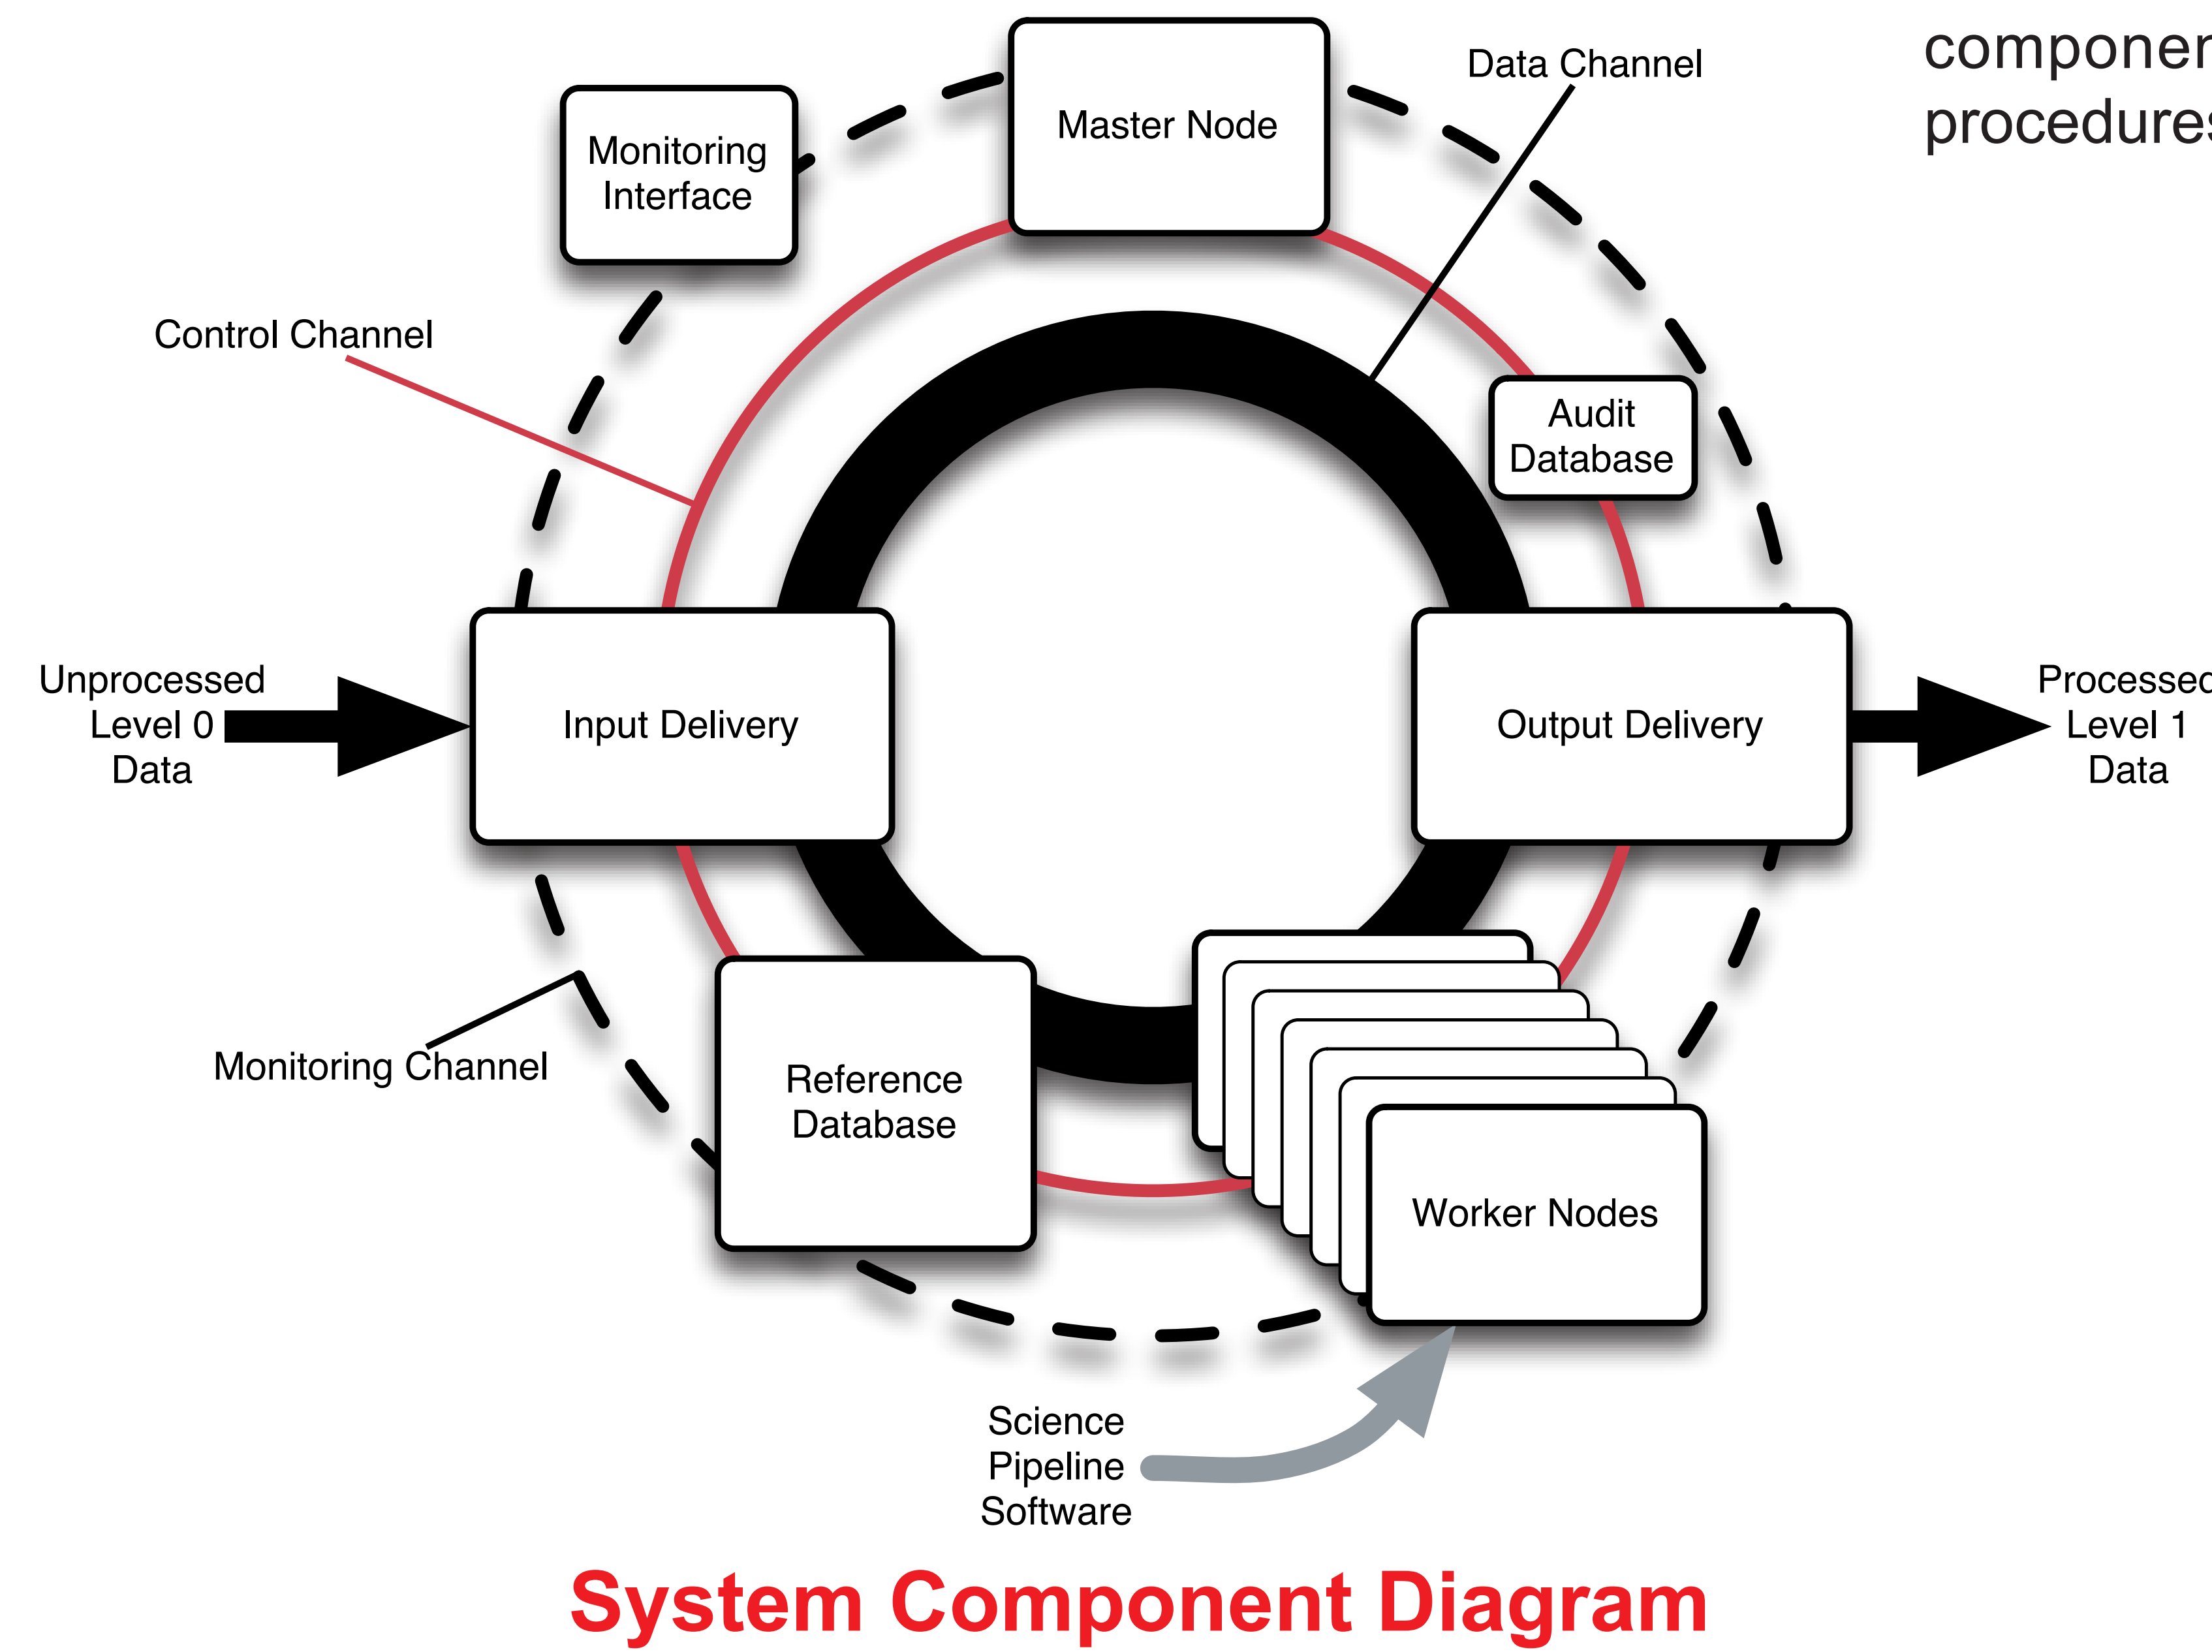 componen
procedures
Data Channel
Master Node
Monitoring
Interface
Control Channel
Audit
Database
Unprocessed
Level 0
Data
Input Delivery
Output Delivery
Processed
Level 1
Data
Monitoring Channel
Reference
Database
Worker Nodes
Science
Pipeline
Software
System Component Diagram